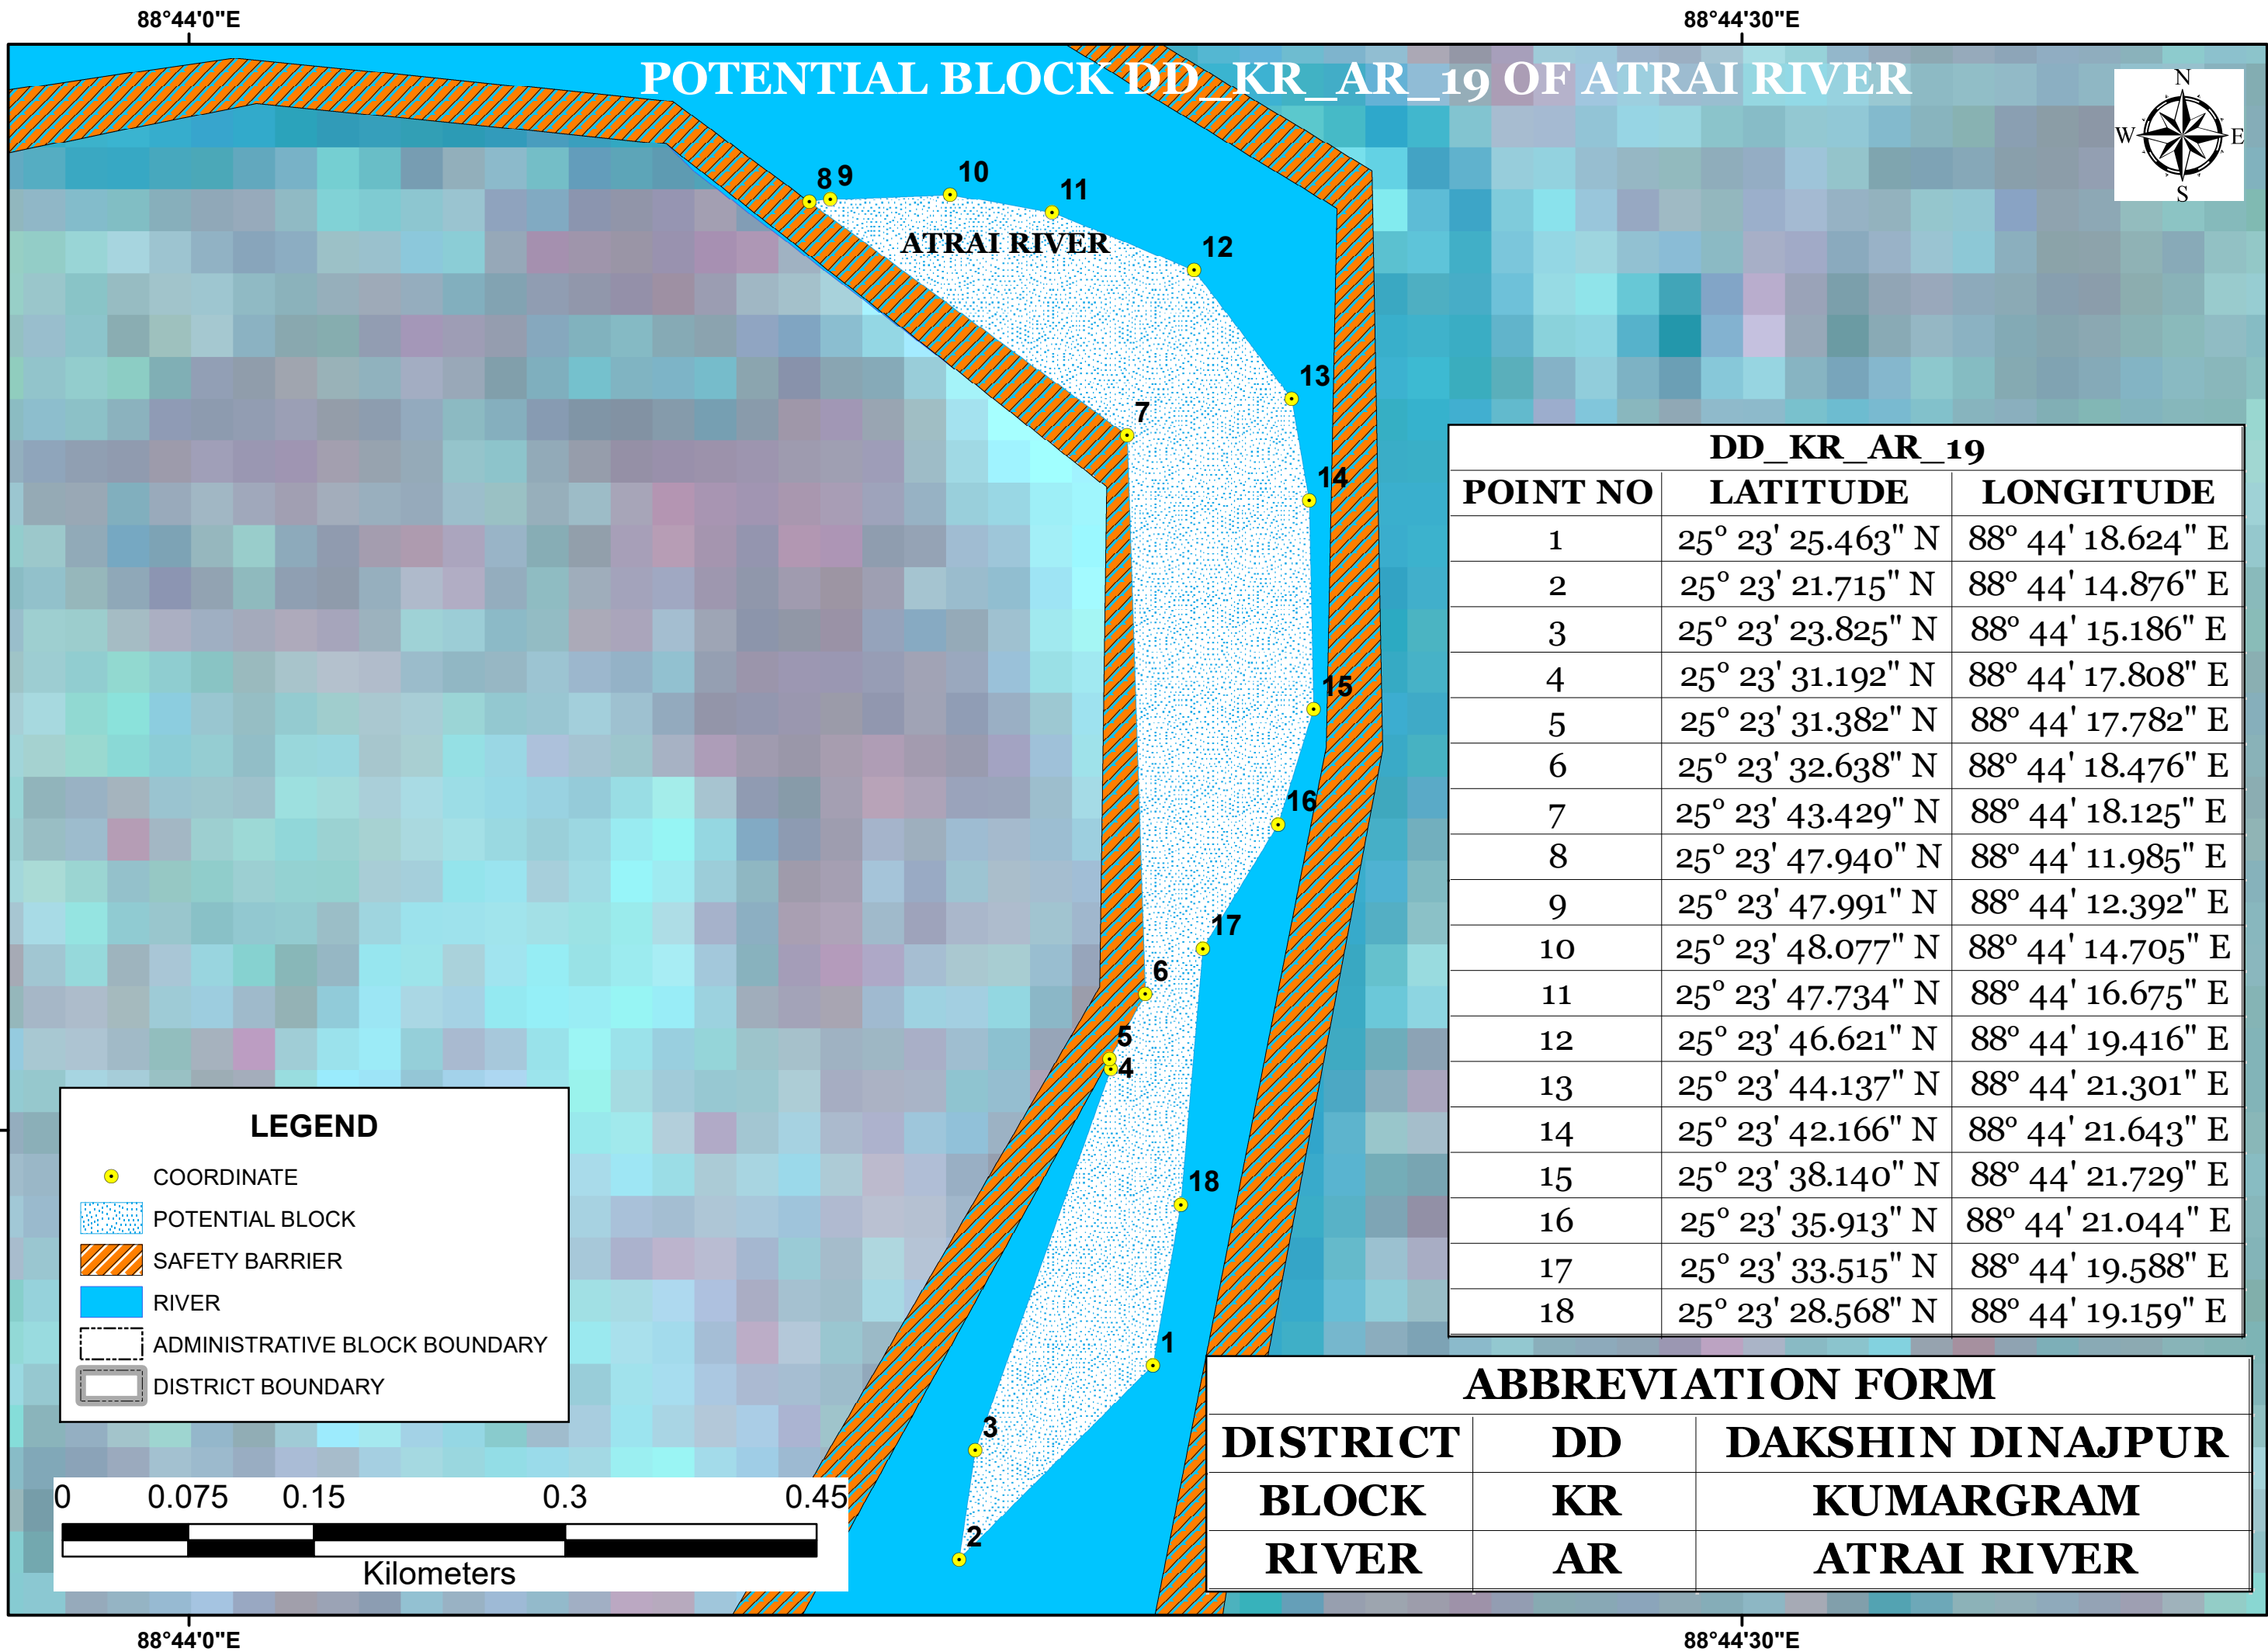 88°44'0"E 88°44'30"E
POTENTIAL BLOCK DD_KR_AR_19 OF ATRAI RIVER
N
W E
S
8 9 10 11
ATRAI RIVER
12
13
7
14
15
16
17
6
5
4
18
1
3
2
DD_KR_AR_19
POINT NO LATITUDE LONGITUDE
1 25° 23' 25.463" N 88° 44' 18.624" E
2 25° 23' 21.715" N 88° 44' 14.876" E
3 25° 23' 23.825" N 88° 44' 15.186" E
4 25° 23' 31.192" N 88° 44' 17.808" E
5 25° 23' 31.382" N 88° 44' 17.782" E
6 25° 23' 32.638" N 88° 44' 18.476" E
7 25° 23' 43.429" N 88° 44' 18.125" E
8 25° 23' 47.940" N 88° 44' 11.985" E
9 25° 23' 47.991" N 88° 44' 12.392" E
10 25° 23' 48.077" N 88° 44' 14.705" E
11 25° 23' 47.734" N 88° 44' 16.675" E
12 25° 23' 46.621" N 88° 44' 19.416" E
13 25° 23' 44.137" N 88° 44' 21.301" E
14 25° 23' 42.166" N 88° 44' 21.643" E
15 25° 23' 38.140" N 88° 44' 21.729" E
16 25° 23' 35.913" N 88° 44' 21.044" E
17 25° 23' 33.515" N 88° 44' 19.588" E
18 25° 23' 28.568" N 88° 44' 19.159" E
LEGEND
COORDINATE
POTENTIAL BLOCK
SAFETY BARRIER
RIVER
ADMINISTRATIVE BLOCK BOUNDARY
DISTRICT BOUNDARY
0 0.075 0.15 0.3 0.45
Kilometers
ABBREVIATION FORM
DISTRICT DD DAKSHIN DINAJPUR
BLOCK KR KUMARGRAM
RIVER AR ATRAI RIVER
88°44'0"E 88°44'30"E